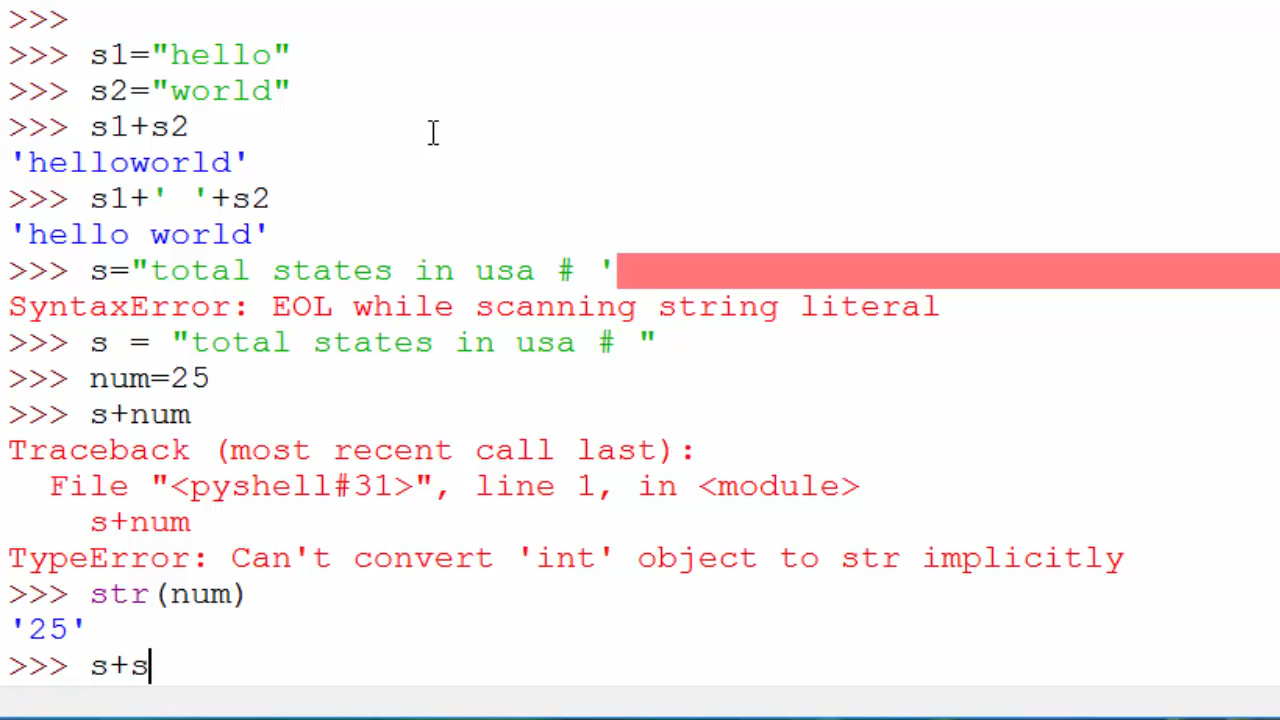 >>>
>>> s1="hello"
>>> s2="world"
>>> s1+s2
'helloworld'
>>> s1+' '+s2
'hello world'
>>> s="total states in usa # '
SyntaxError: EOL while scanning string literal
>>> s = "total states in usa # "
>>> num=25
>>> s+num
Traceback (most recent call last):
  File "<pyshell#31>", line 1, in <module>
    s+num
TypeError: Can't convert 'int' object to str implicitly
>>> str(num)
'25'
>>> s+s